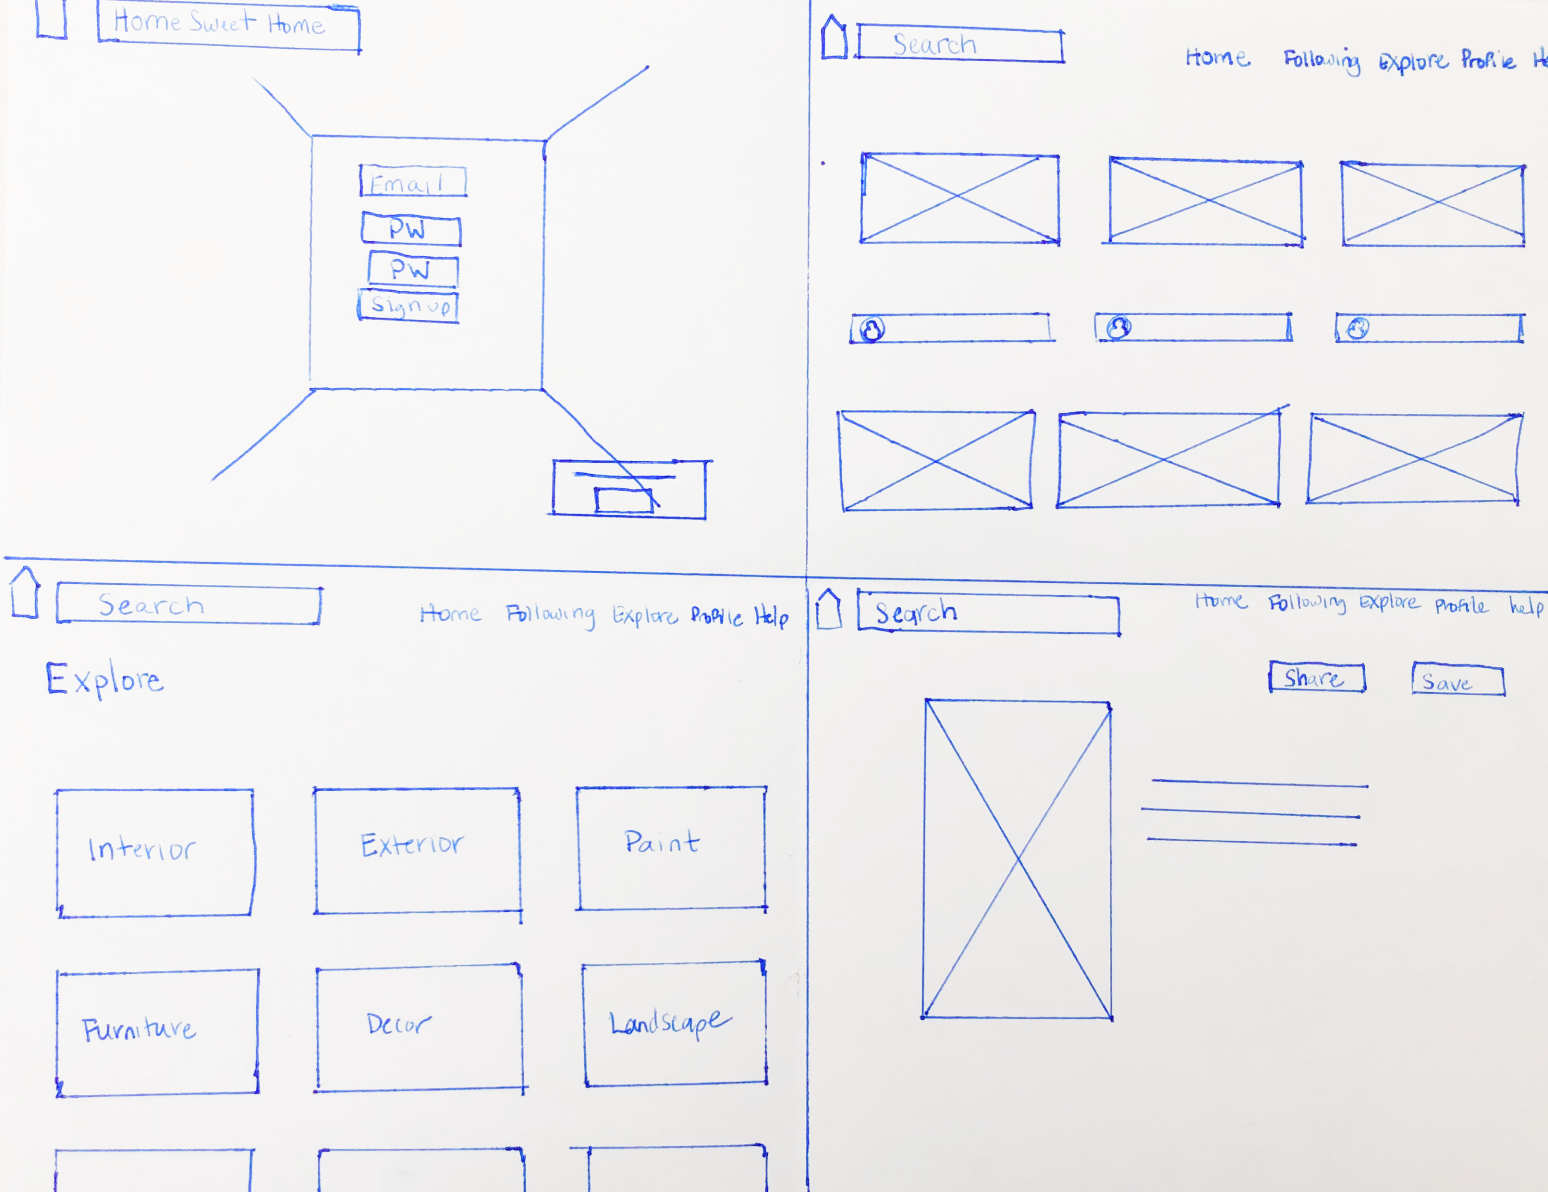 Home Sweet Home
Email
PW
PW
Sign up
Search
Home Following Explore Profile He
Search
Home Following Explore Profile Help
Explore
Interior Exterior Paint
Furniture Decor Landscape
Search
Home Following Explore Profile help
Share Save